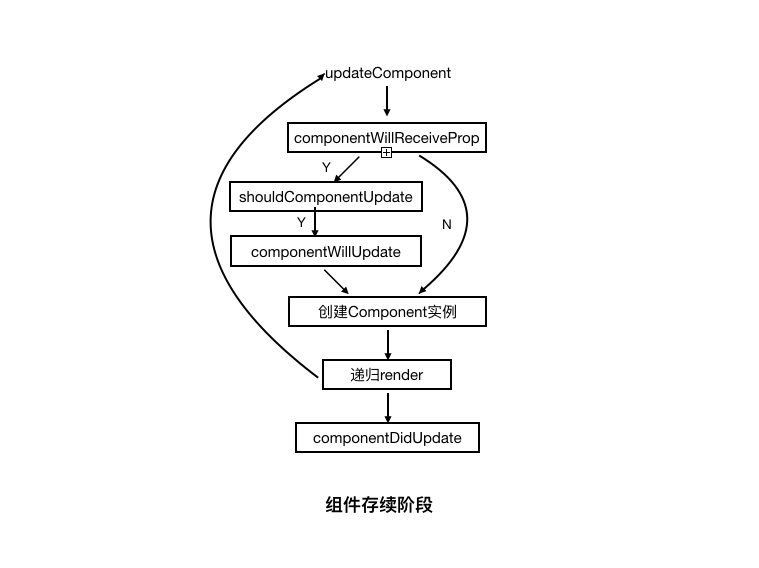 updateComponent
componentWillReceiveProp
Y
shouldComponentUpdate
Y
N
componentWillUpdate
创建Component实例
递归render
componentDidUpdate
组件存续阶段